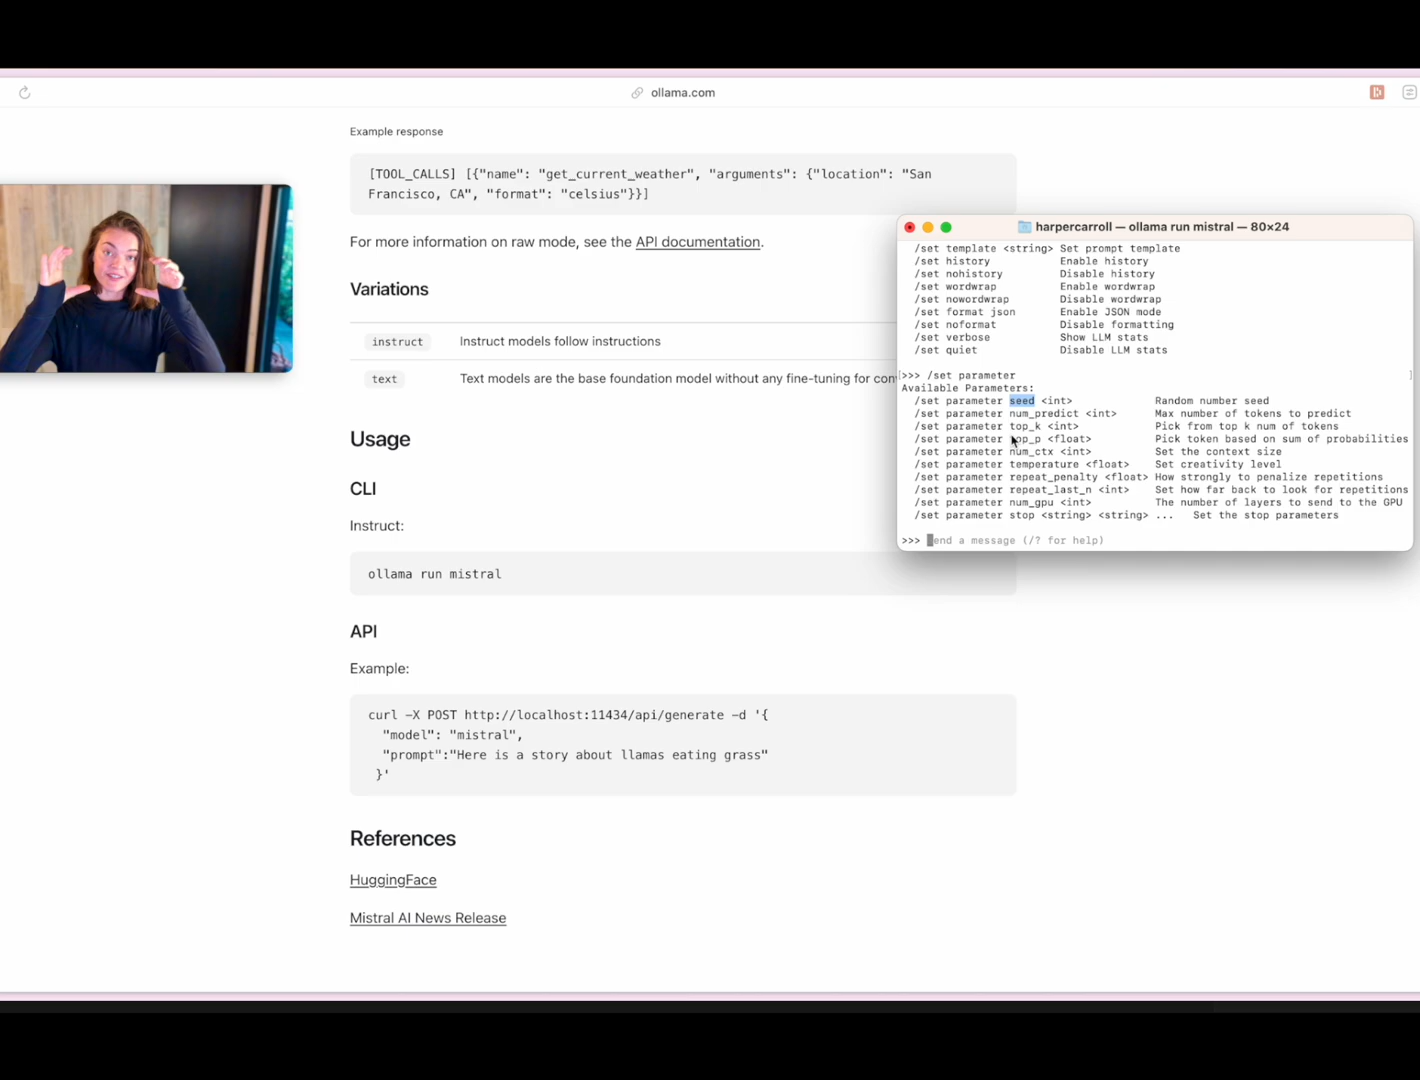 ollama.com
Example response
[TOOL_CALLS] [{"name": "get_current_weather", "arguments": {"location": "San
Francisco, CA", "format": "celsius"}}]
For more information on raw mode, see the API documentation.
Variations
instruct Instruct models follow instructions
text Text models are the base foundation model without any fine-tuning for
Usage
CLI
Instruct:
ollama run mistral
API
Example:
curl -X POST http://localhost:11434/api/generate -d '{
"model": "mistral",
"prompt":"Here is a story about llamas eating grass"
}'
References
HuggingFace
Mistral AI News Release
harpercarroll — ollama run mistral — 80×24
/set template <string> Set prompt template
/set history Enable history
/set nohistory Disable history
/set wordwrap Enable wordwrap
/set nowordwrap Disable wordwrap
/set format json Enable JSON mode
/set noformat Disable formatting
/set verbose Show LLM stats
/set quiet Disable LLM stats
>>> /set parameter
Available Parameters:
/set parameter seed <int> Random number seed
/set parameter num_predict <int> Max number of tokens to predict
/set parameter top_k <int> Pick from top k num of tokens
/set parameter top_p <float> Pick token based on sum of probabilities
/set parameter num_ctx <int> Set the context size
/set parameter temperature <float> Set creativity level
/set parameter repeat_penalty <float> How strongly to penalize repetitions
/set parameter repeat_last_n <int> Set how far back to look for repetitions
/set parameter num_gpu <int> The number of layers to send to the GPU
/set parameter stop <string> <string> ... Set the stop parameters
>>> end a message (/? for help)